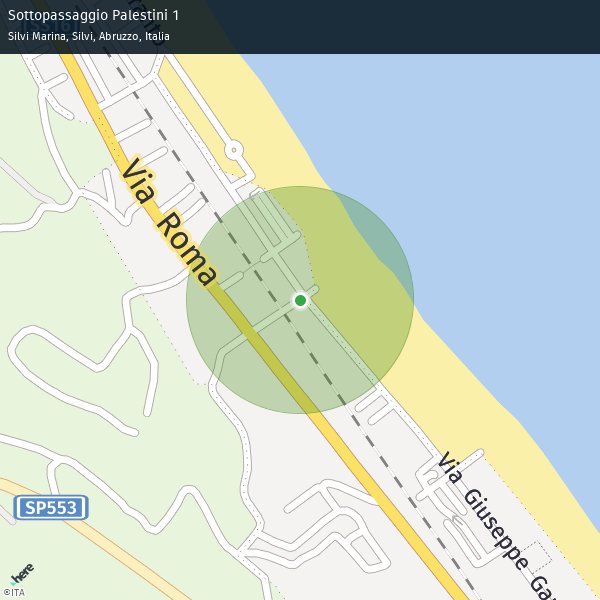 Sottopassaggio Palestini 1
Silvi Marina, Silvi, Abruzzo, Italia
Via Roma
SP553
Via Giuseppe Ga
here
©ITA